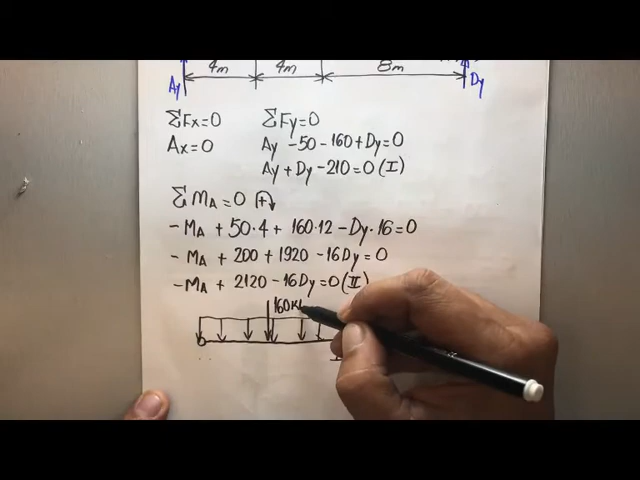 4m 4m 8m
Ay Dy
ΣFx=0 ΣFy=0
Ax=0 Ay-50-160+Dy=0
Ay+Dy-210=0 (I)
ΣMA=0
-MA+50·4+160·12-Dy·16=0
-MA+200+1920-16Dy=0
-MA+2120-16Dy=0 (II)
160